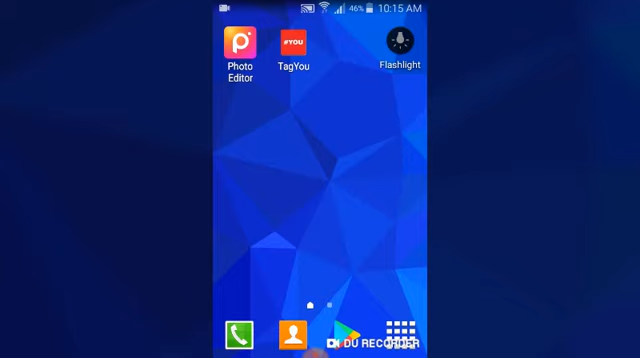 46% 10:15 AM
#YOU
Photo
Editor
TagYou
Flashlight
DU RECORDER